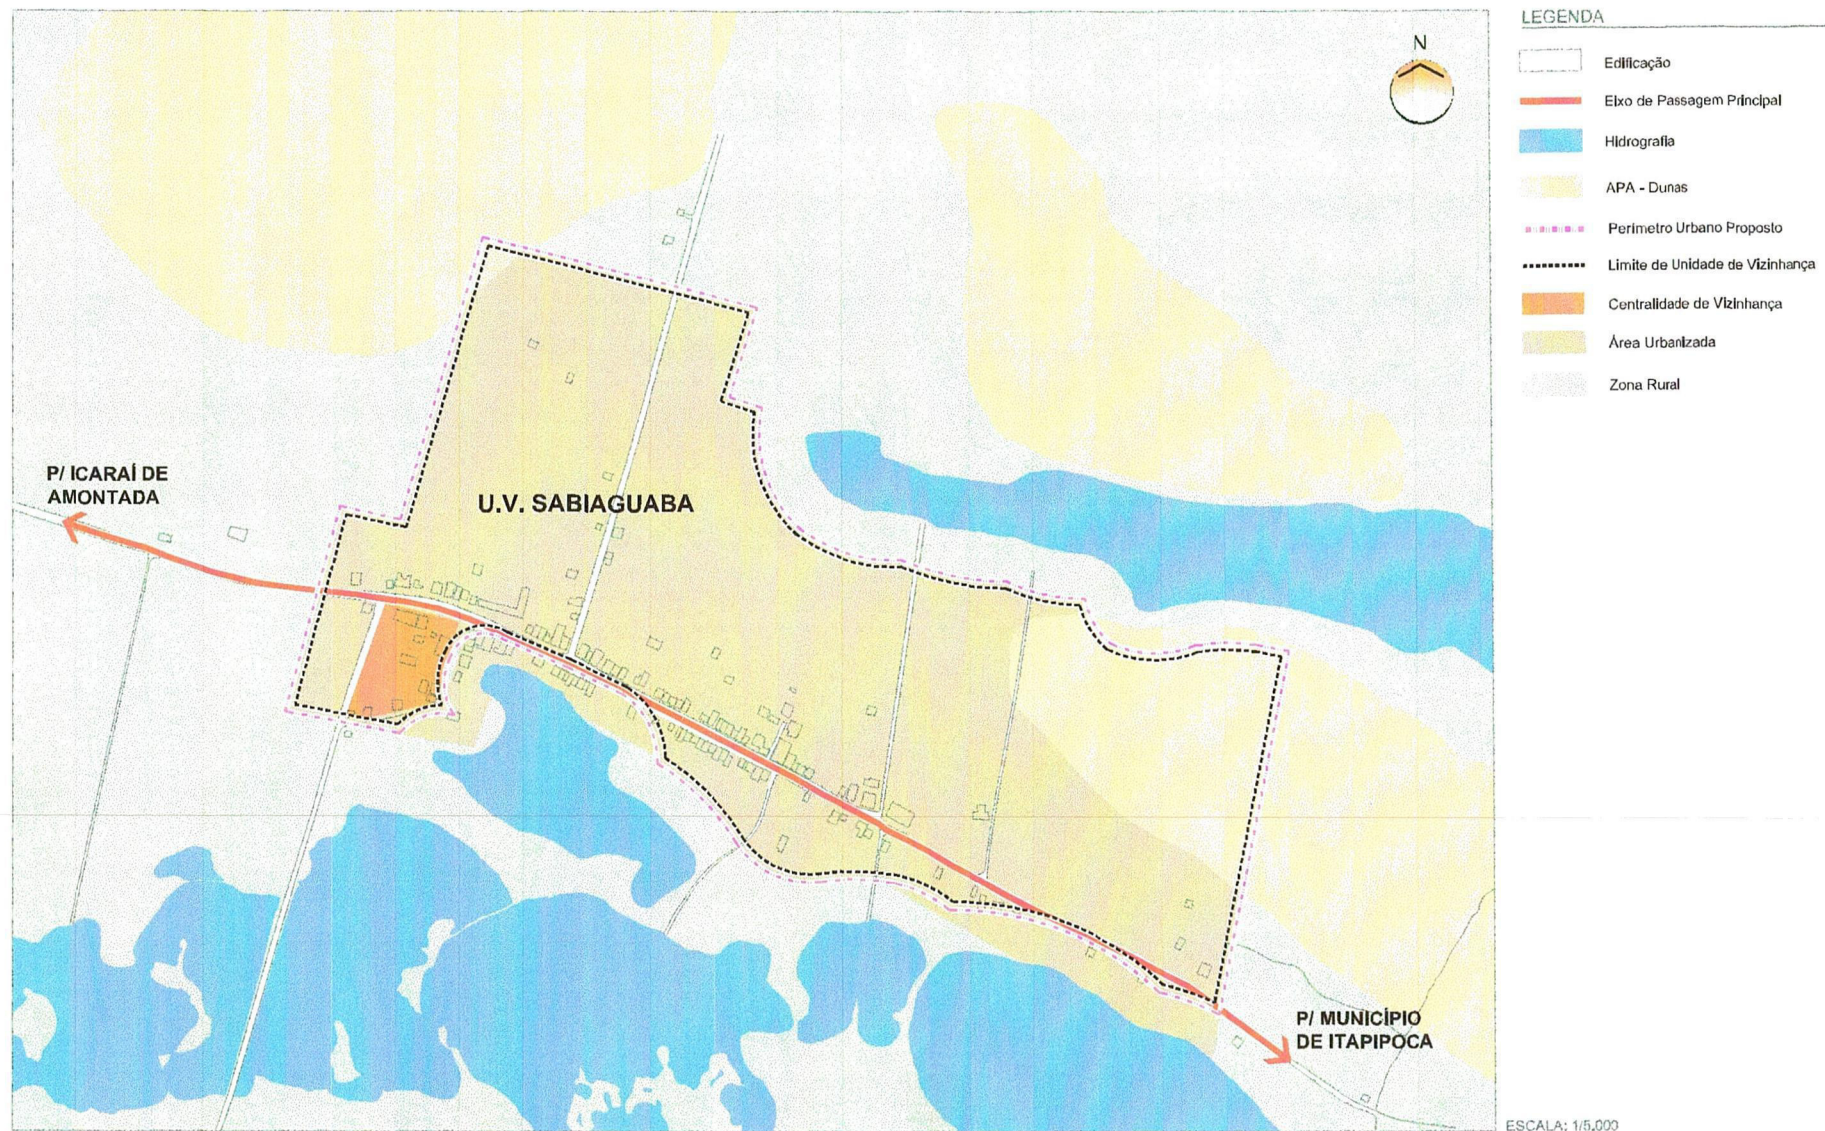 N
P/ ICARAÍ DE
AMONTADA
U.V. SABIAGUABA
P/ MUNICÍPIO
DE ITAPIPOCA
LEGENDA
Edificação
Eixo de Passagem Principal
Hidrografia
APA - Dunas
Perímetro Urbano Proposto
Limite de Unidade de Vizinhança
Centralidade de Vizinhança
Área Urbanizada
Zona Rural
ESCALA: 1/5.000